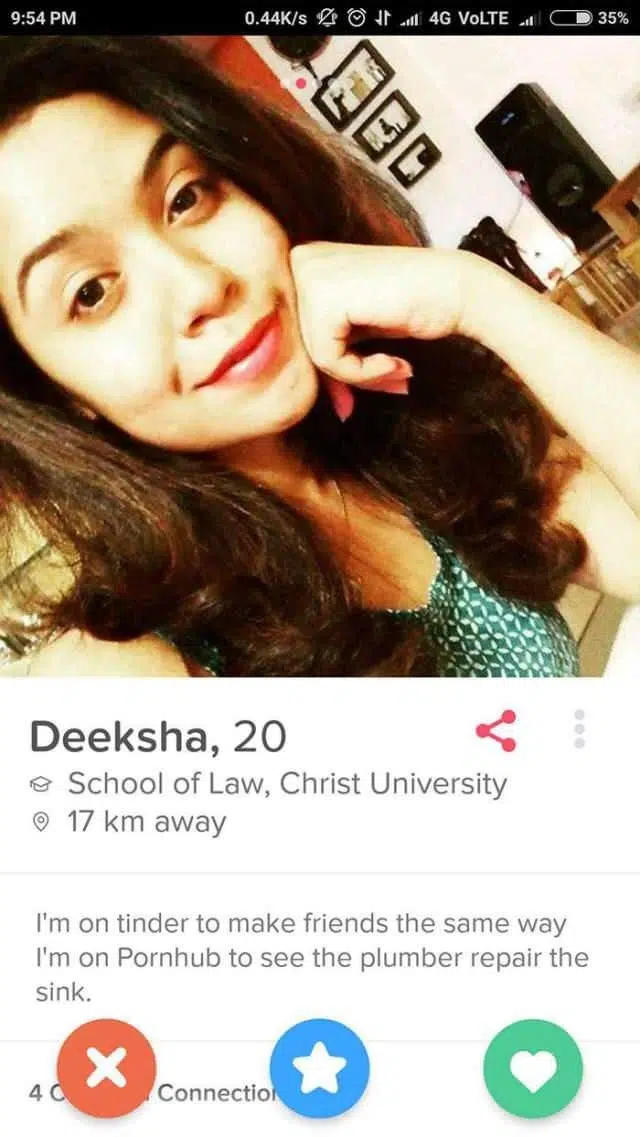 9:54 PM 0.44K/s 4G VoLTE 35%
Deeksha, 20
School of Law, Christ University
17 km away
I'm on tinder to make friends the same way
I'm on Pornhub to see the plumber repair the
sink.
4